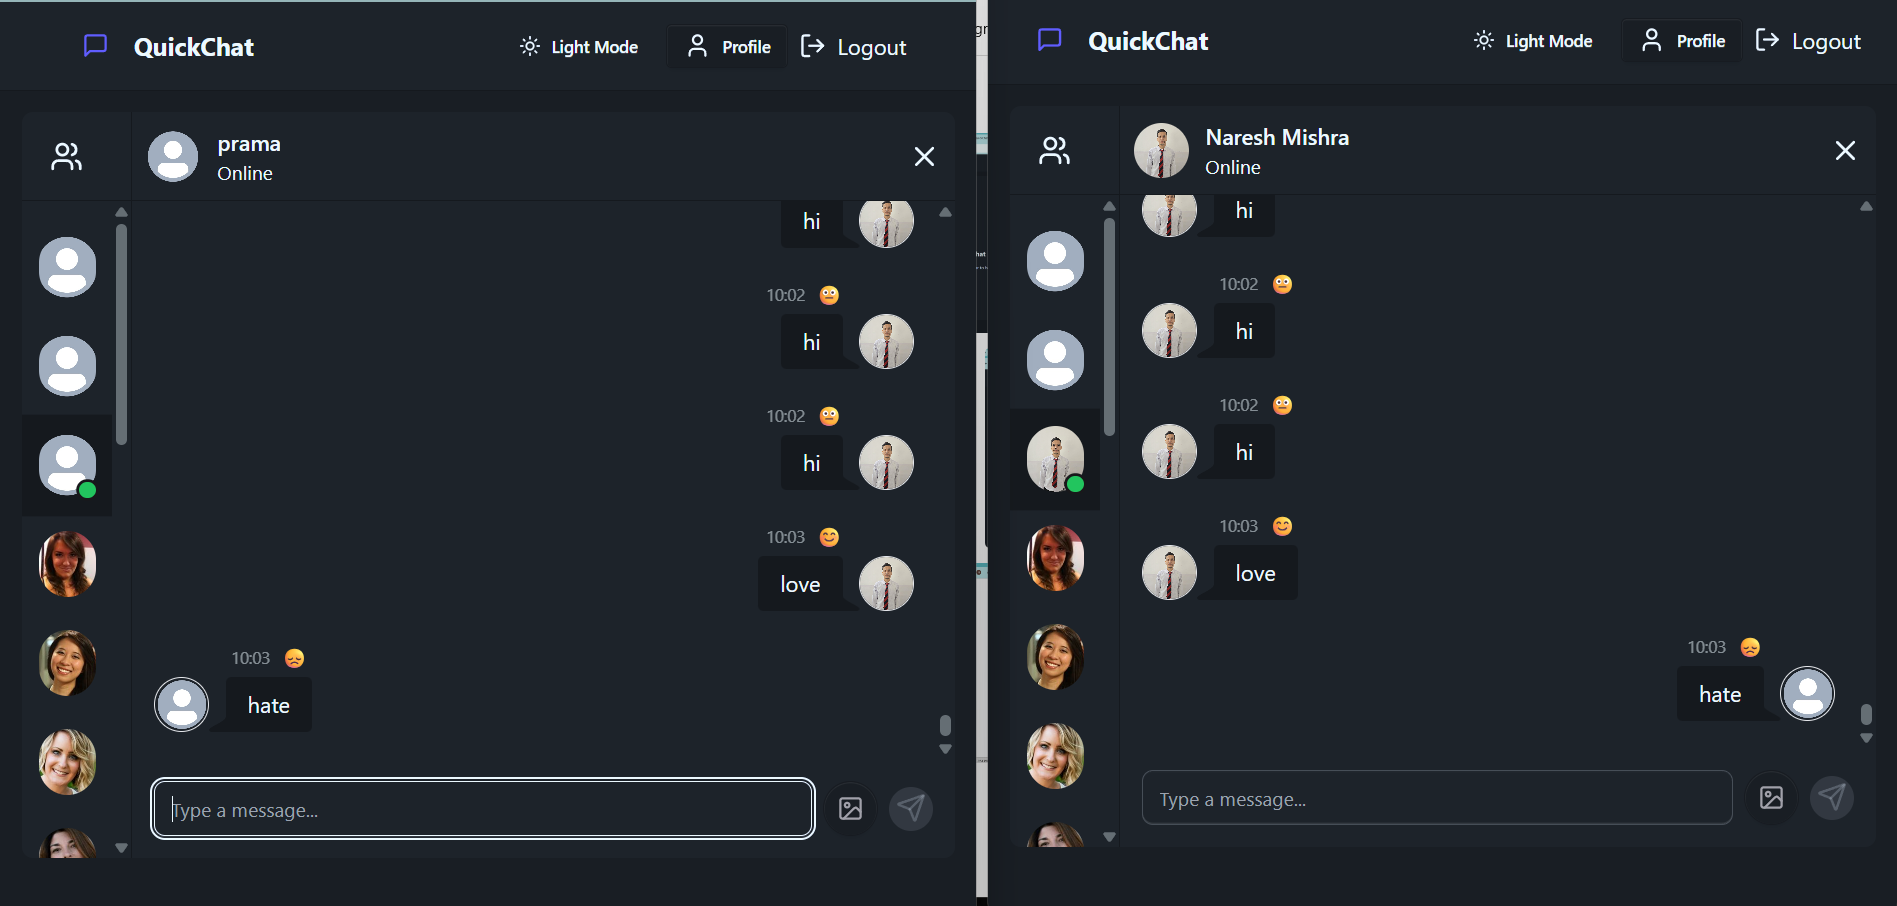 QuickChat
Light Mode
Profile
Logout
prama
Online
hi
10:02
hi
10:02
hi
10:03
love
10:03
hate
Type a message...
QuickChat
Light Mode
Profile
Logout
Naresh Mishra
Online
hi
10:02
hi
10:02
hi
10:03
love
10:03
hate
Type a message...